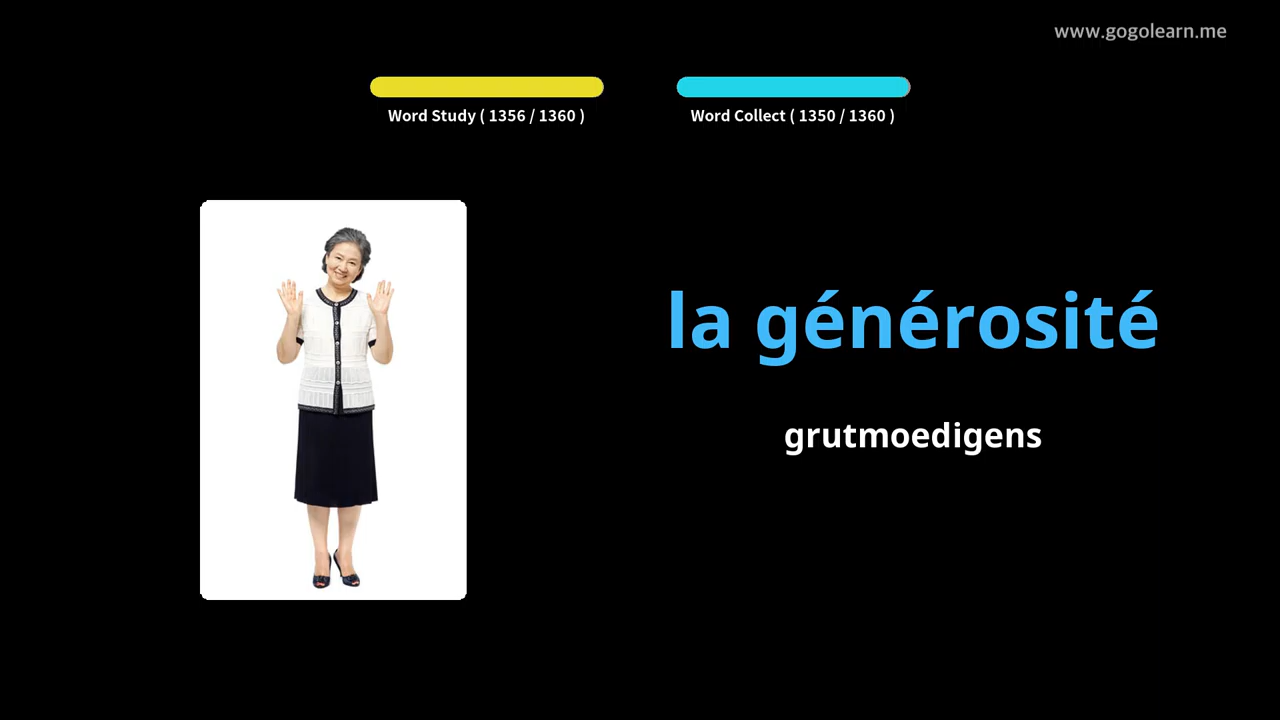 www.gogolearn.me
Word Study ( 1356 / 1360 )
Word Collect ( 1350 / 1360 )
la générosité
grutmoedigens